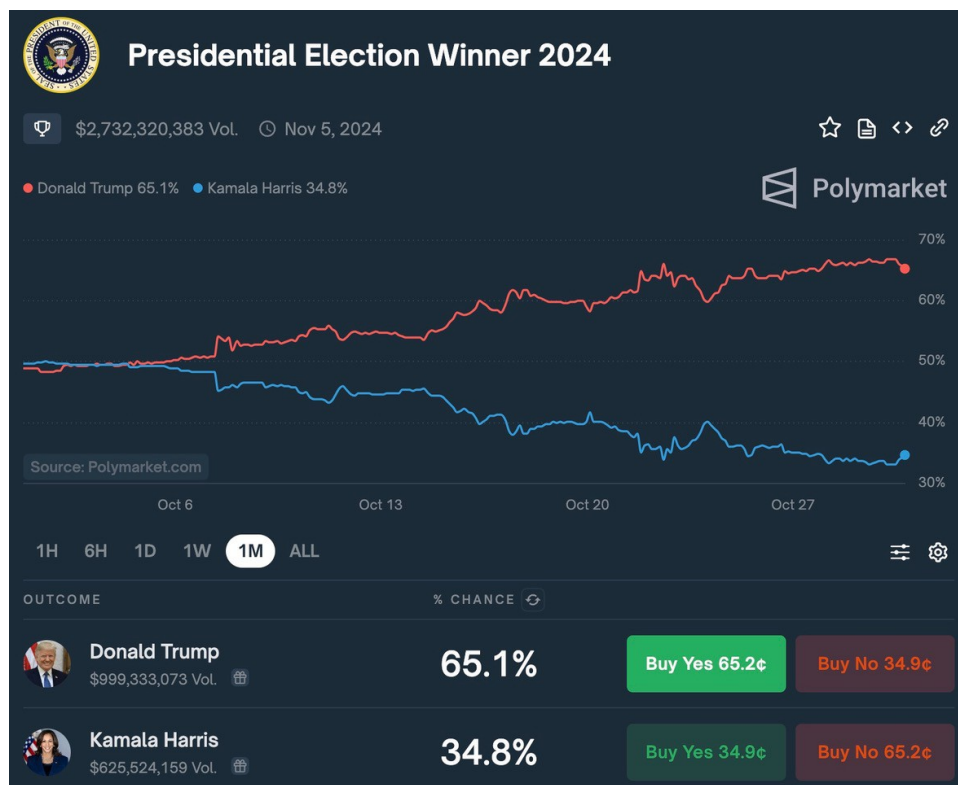 Presidential Election Winner 2024
$2,732,320,383 Vol. Nov 5, 2024
Donald Trump 65.1% Kamala Harris 34.8%
Polymarket
70%
60%
50%
40%
30%
Source: Polymarket.com
Oct 6 Oct 13 Oct 20 Oct 27
1H 6H 1D 1W 1M ALL
OUTCOME % CHANCE
Donald Trump
$999,333,073 Vol.
65.1%
Buy Yes 65.2¢ Buy No 34.9¢
Kamala Harris
$625,524,159 Vol.
34.8%
Buy Yes 34.9¢ Buy No 65.2¢